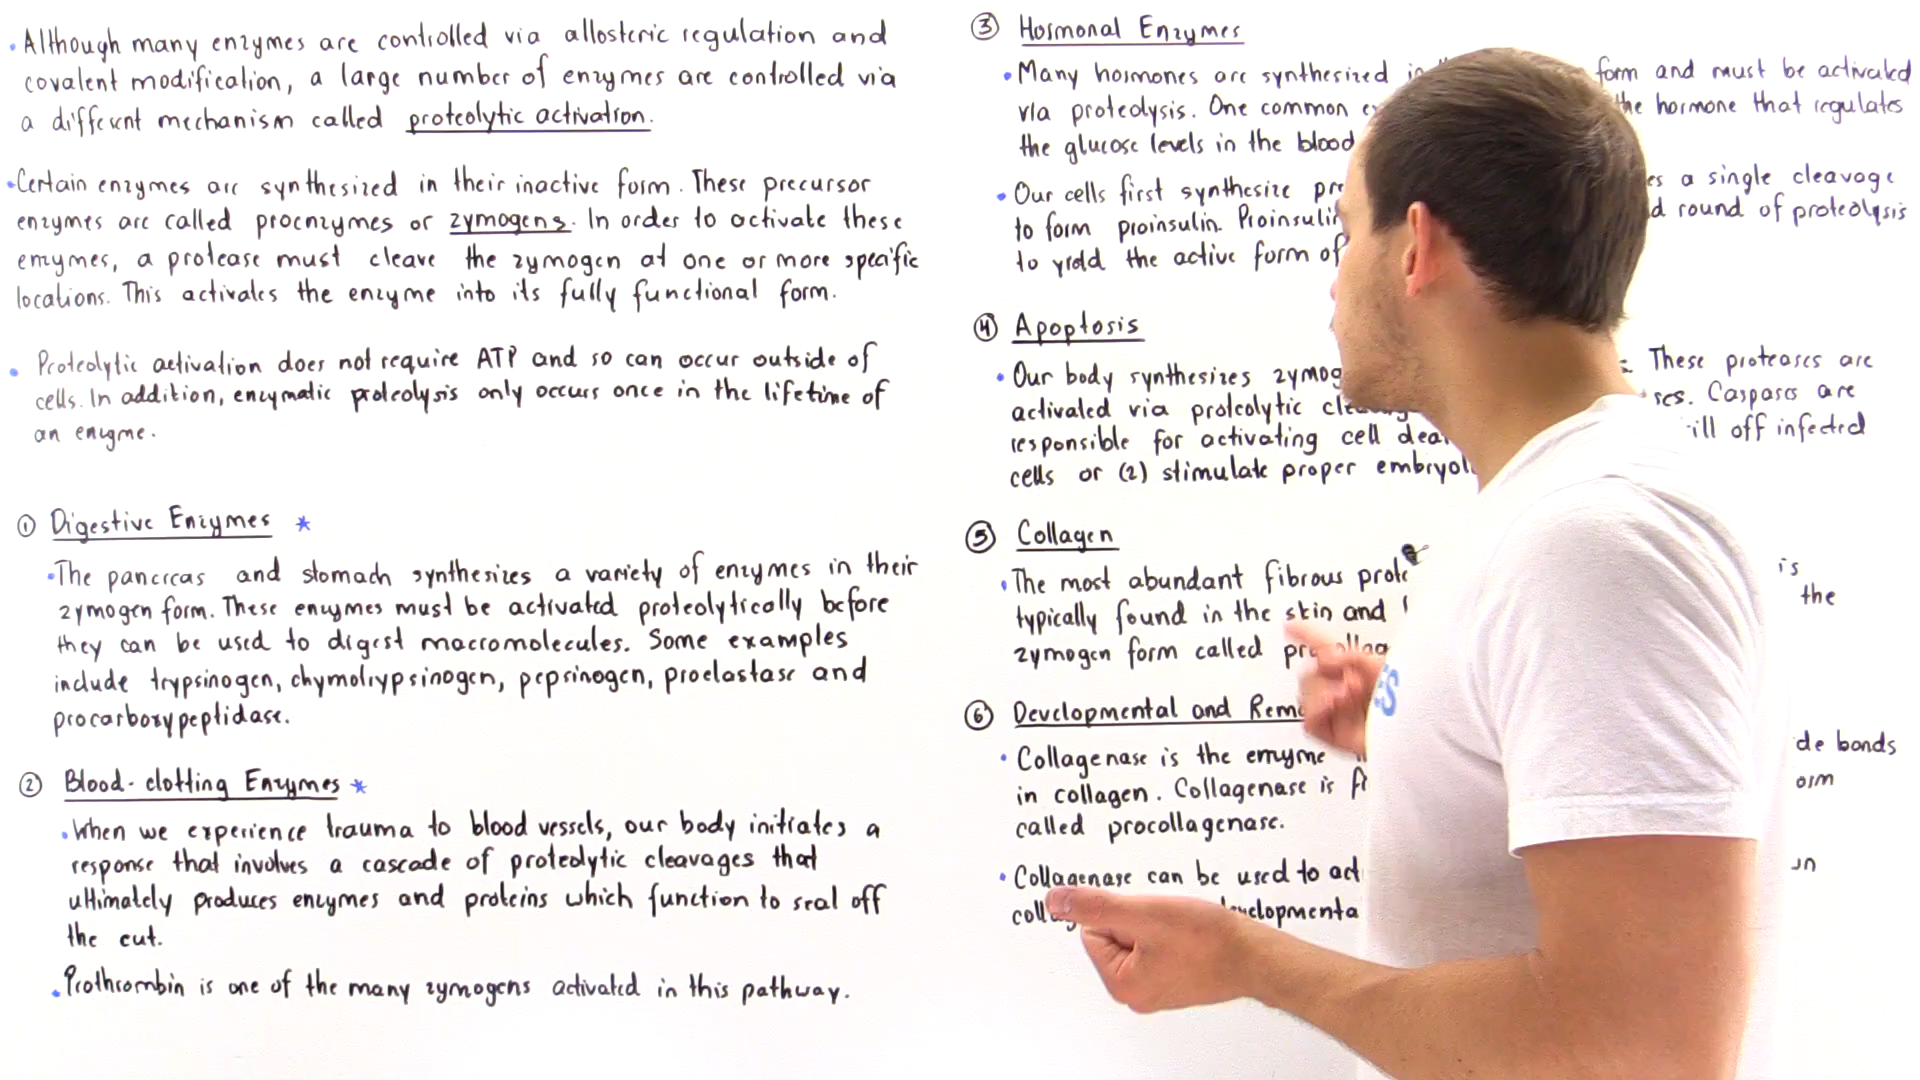 Although many enzymes are controlled via allosteric regulation and
covalent modification, a large number of enzymes are controlled via
a different mechanism called proteolytic activation.
Certain enzymes are synthesized in their inactive form. These precursor
enzymes are called proenzymes or zymogens. In order to activate these
enzymes, a protease must cleave the zymogen at one or more specific
locations. This activates the enzyme into its fully functional form.
Proteolytic activation does not require ATP and so can occur outside of
cells. In addition, enzymatic proteolysis only occurs once in the lifetime of
an enzyme.
① Digestive Enzymes *
The pancreas and stomach synthesizes a variety of enzymes in their
zymogen form. These enzymes must be activated proteolytically before
they can be used to digest macromolecules. Some examples
include trypsinogen, chymotrypsinogen, pepsinogen, proelastase and
procarboxypeptidase.
② Blood-clotting Enzymes *
When we experience trauma to blood vessels, our body initiates a
response that involves a cascade of proteolytic cleavages that
ultimately produces enzymes and proteins which function to seal off
the cut.
Prothrombin is one of the many zymogens activated in this pathway.
③ Hormonal Enzymes
Many hormones are synthesized in form and must be activated
via proteolysis. One common the hormone that regulates
the glucose levels in the blood
Our cells first synthesize a single cleavage
to form proinsulin. round of proteolysis
to yield the active form of
④ Apoptosis
Our body synthesizes These proteases are
activated via proteolytic Caspases are
responsible for activating cell off infected
cells or (2) stimulate proper
⑤ Collagen
The most abundant fibrous is
typically found in the skin and the
zymogen form called
⑥ Developmental and
Collagenase is the enzyme bonds
in collagen. Collagenase is
called procollagenase.
Collagenase can be used to